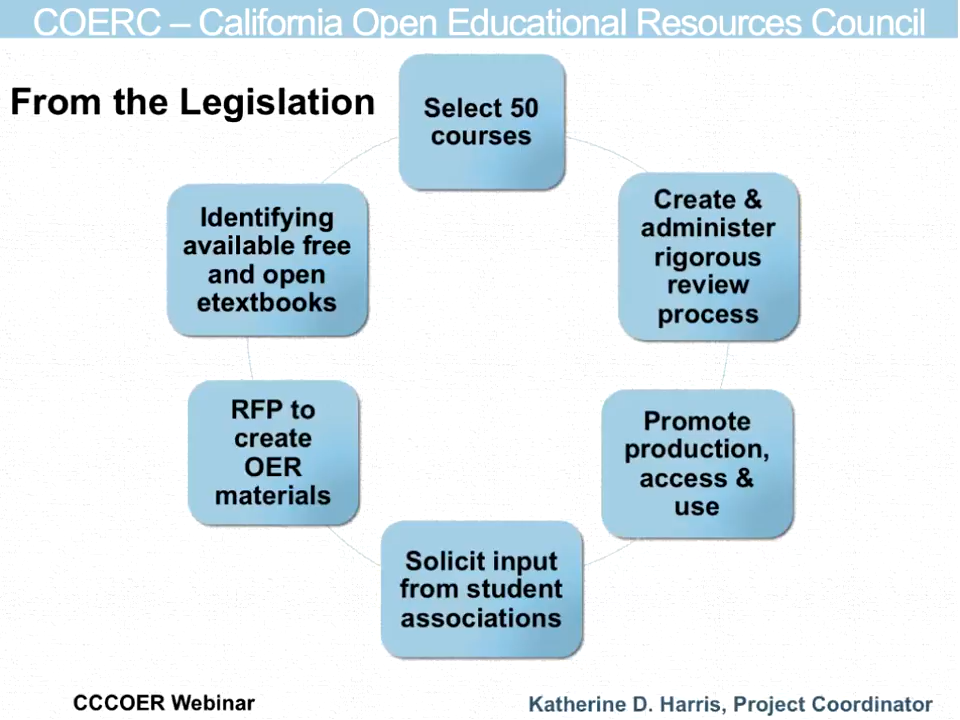 COERC – California Open Educational Resources Council
From the Legislation
Select 50
courses
Create &
administer
rigorous
review
process
Promote
production,
access &
use
Solicit input
from student
associations
RFP to
create
OER
materials
Identifying
available free
and open
etextbooks
CCCOER Webinar
Katherine D. Harris, Project Coordinator